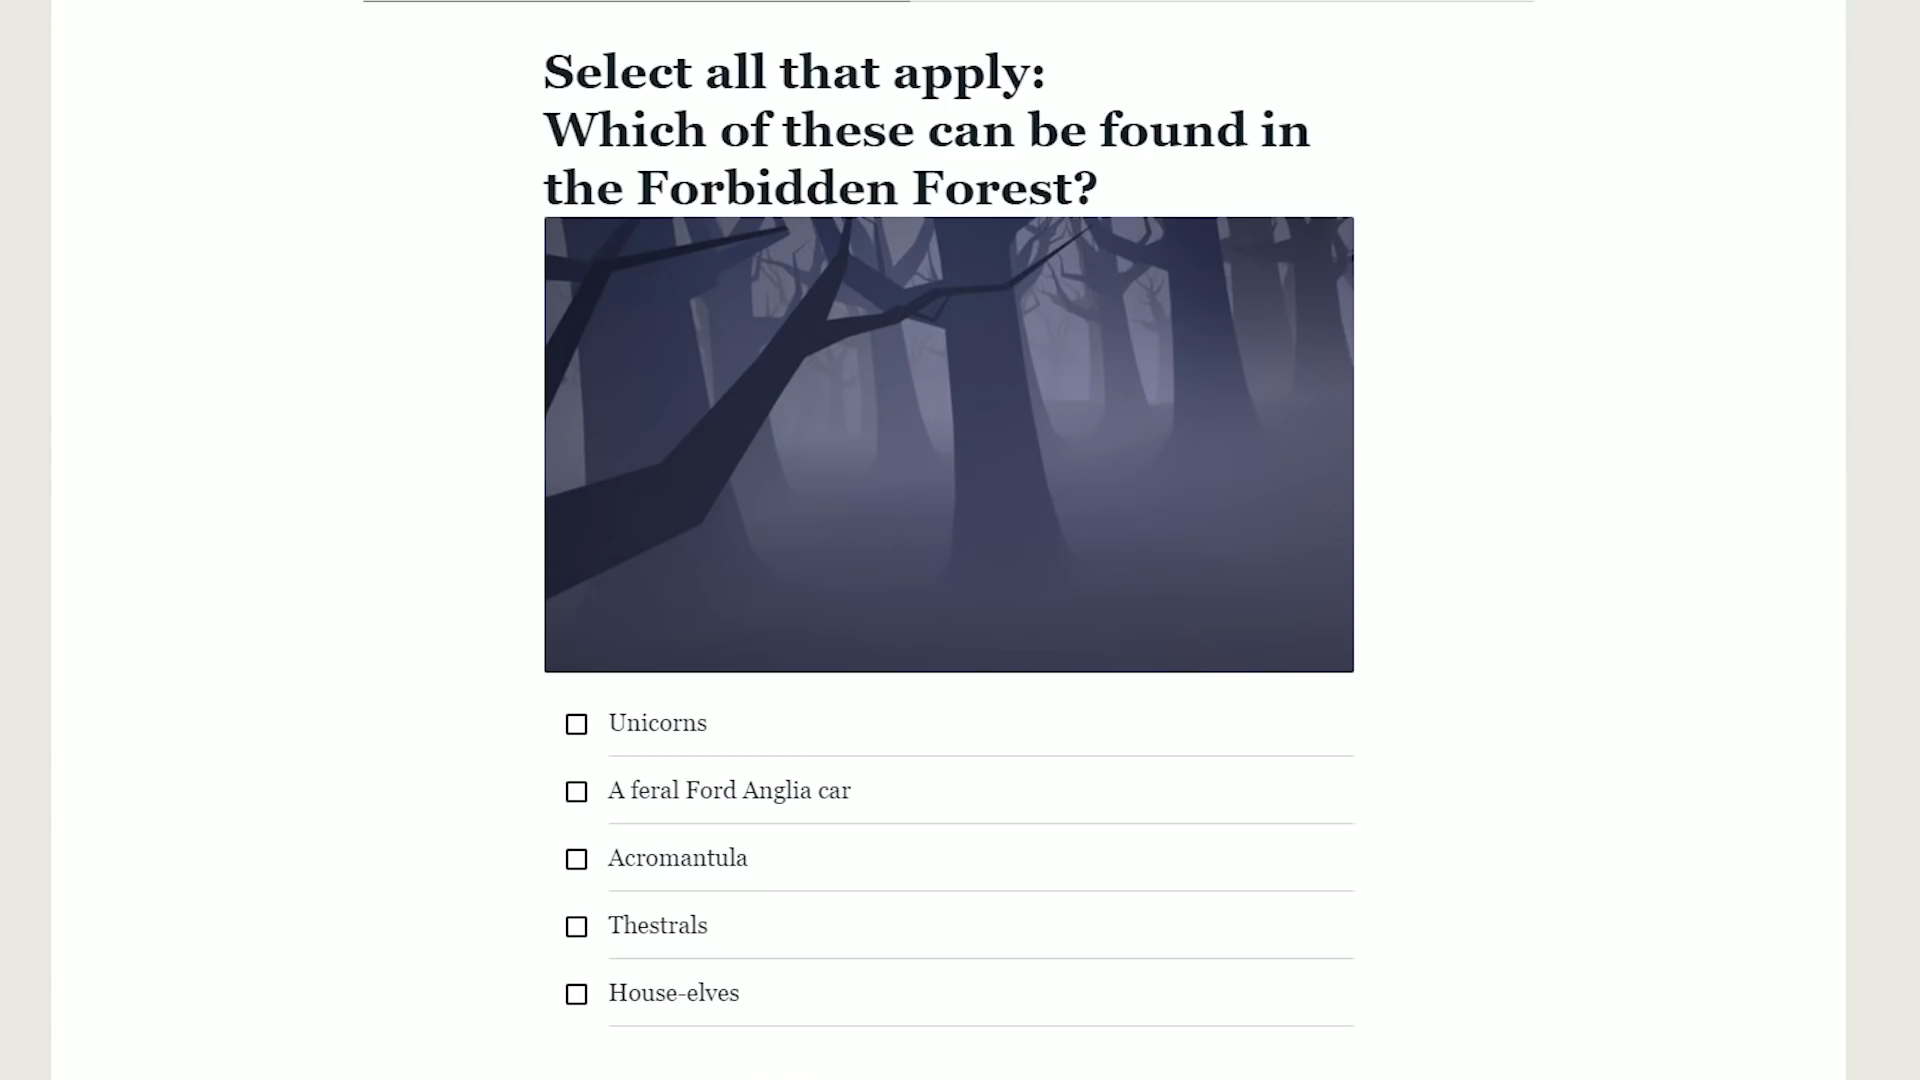 Select all that apply:
Which of these can be found in
the Forbidden Forest?
Unicorns
A feral Ford Anglia car
Acromantula
Thestrals
House-elves